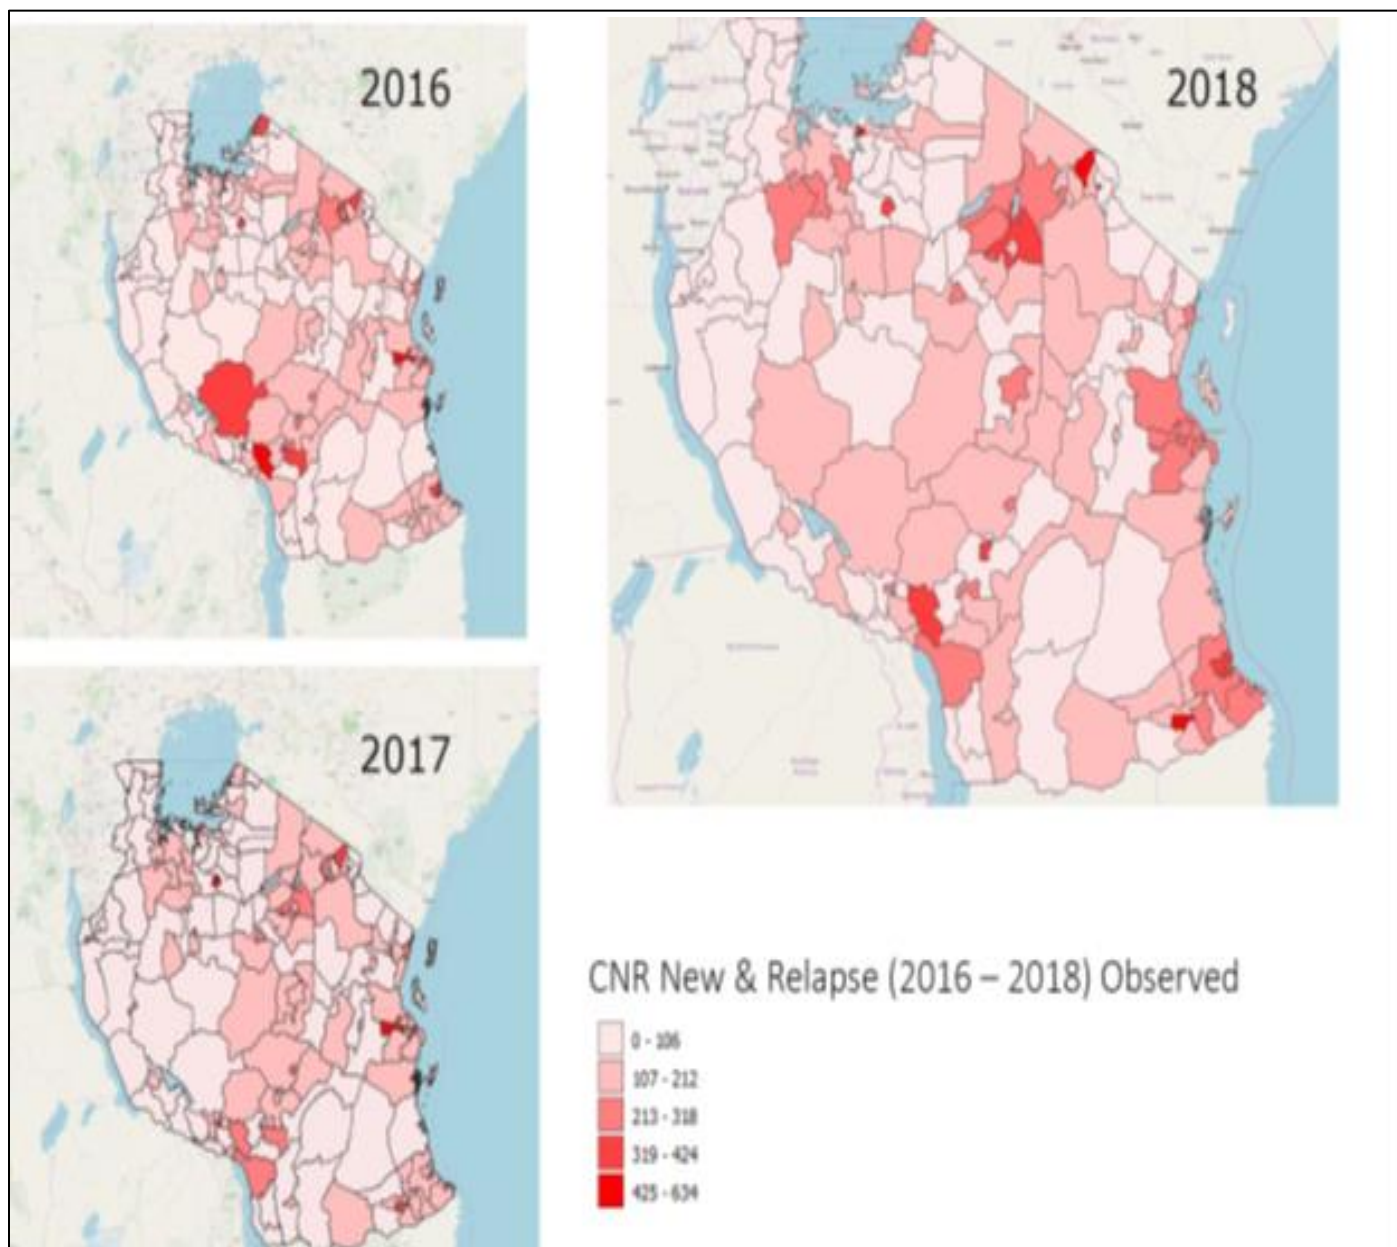 2016
2018
2017
CNR New & Relapse (2016 – 2018) Observed
0 - 106
107 - 212
213 - 318
319 - 424
425 - 634